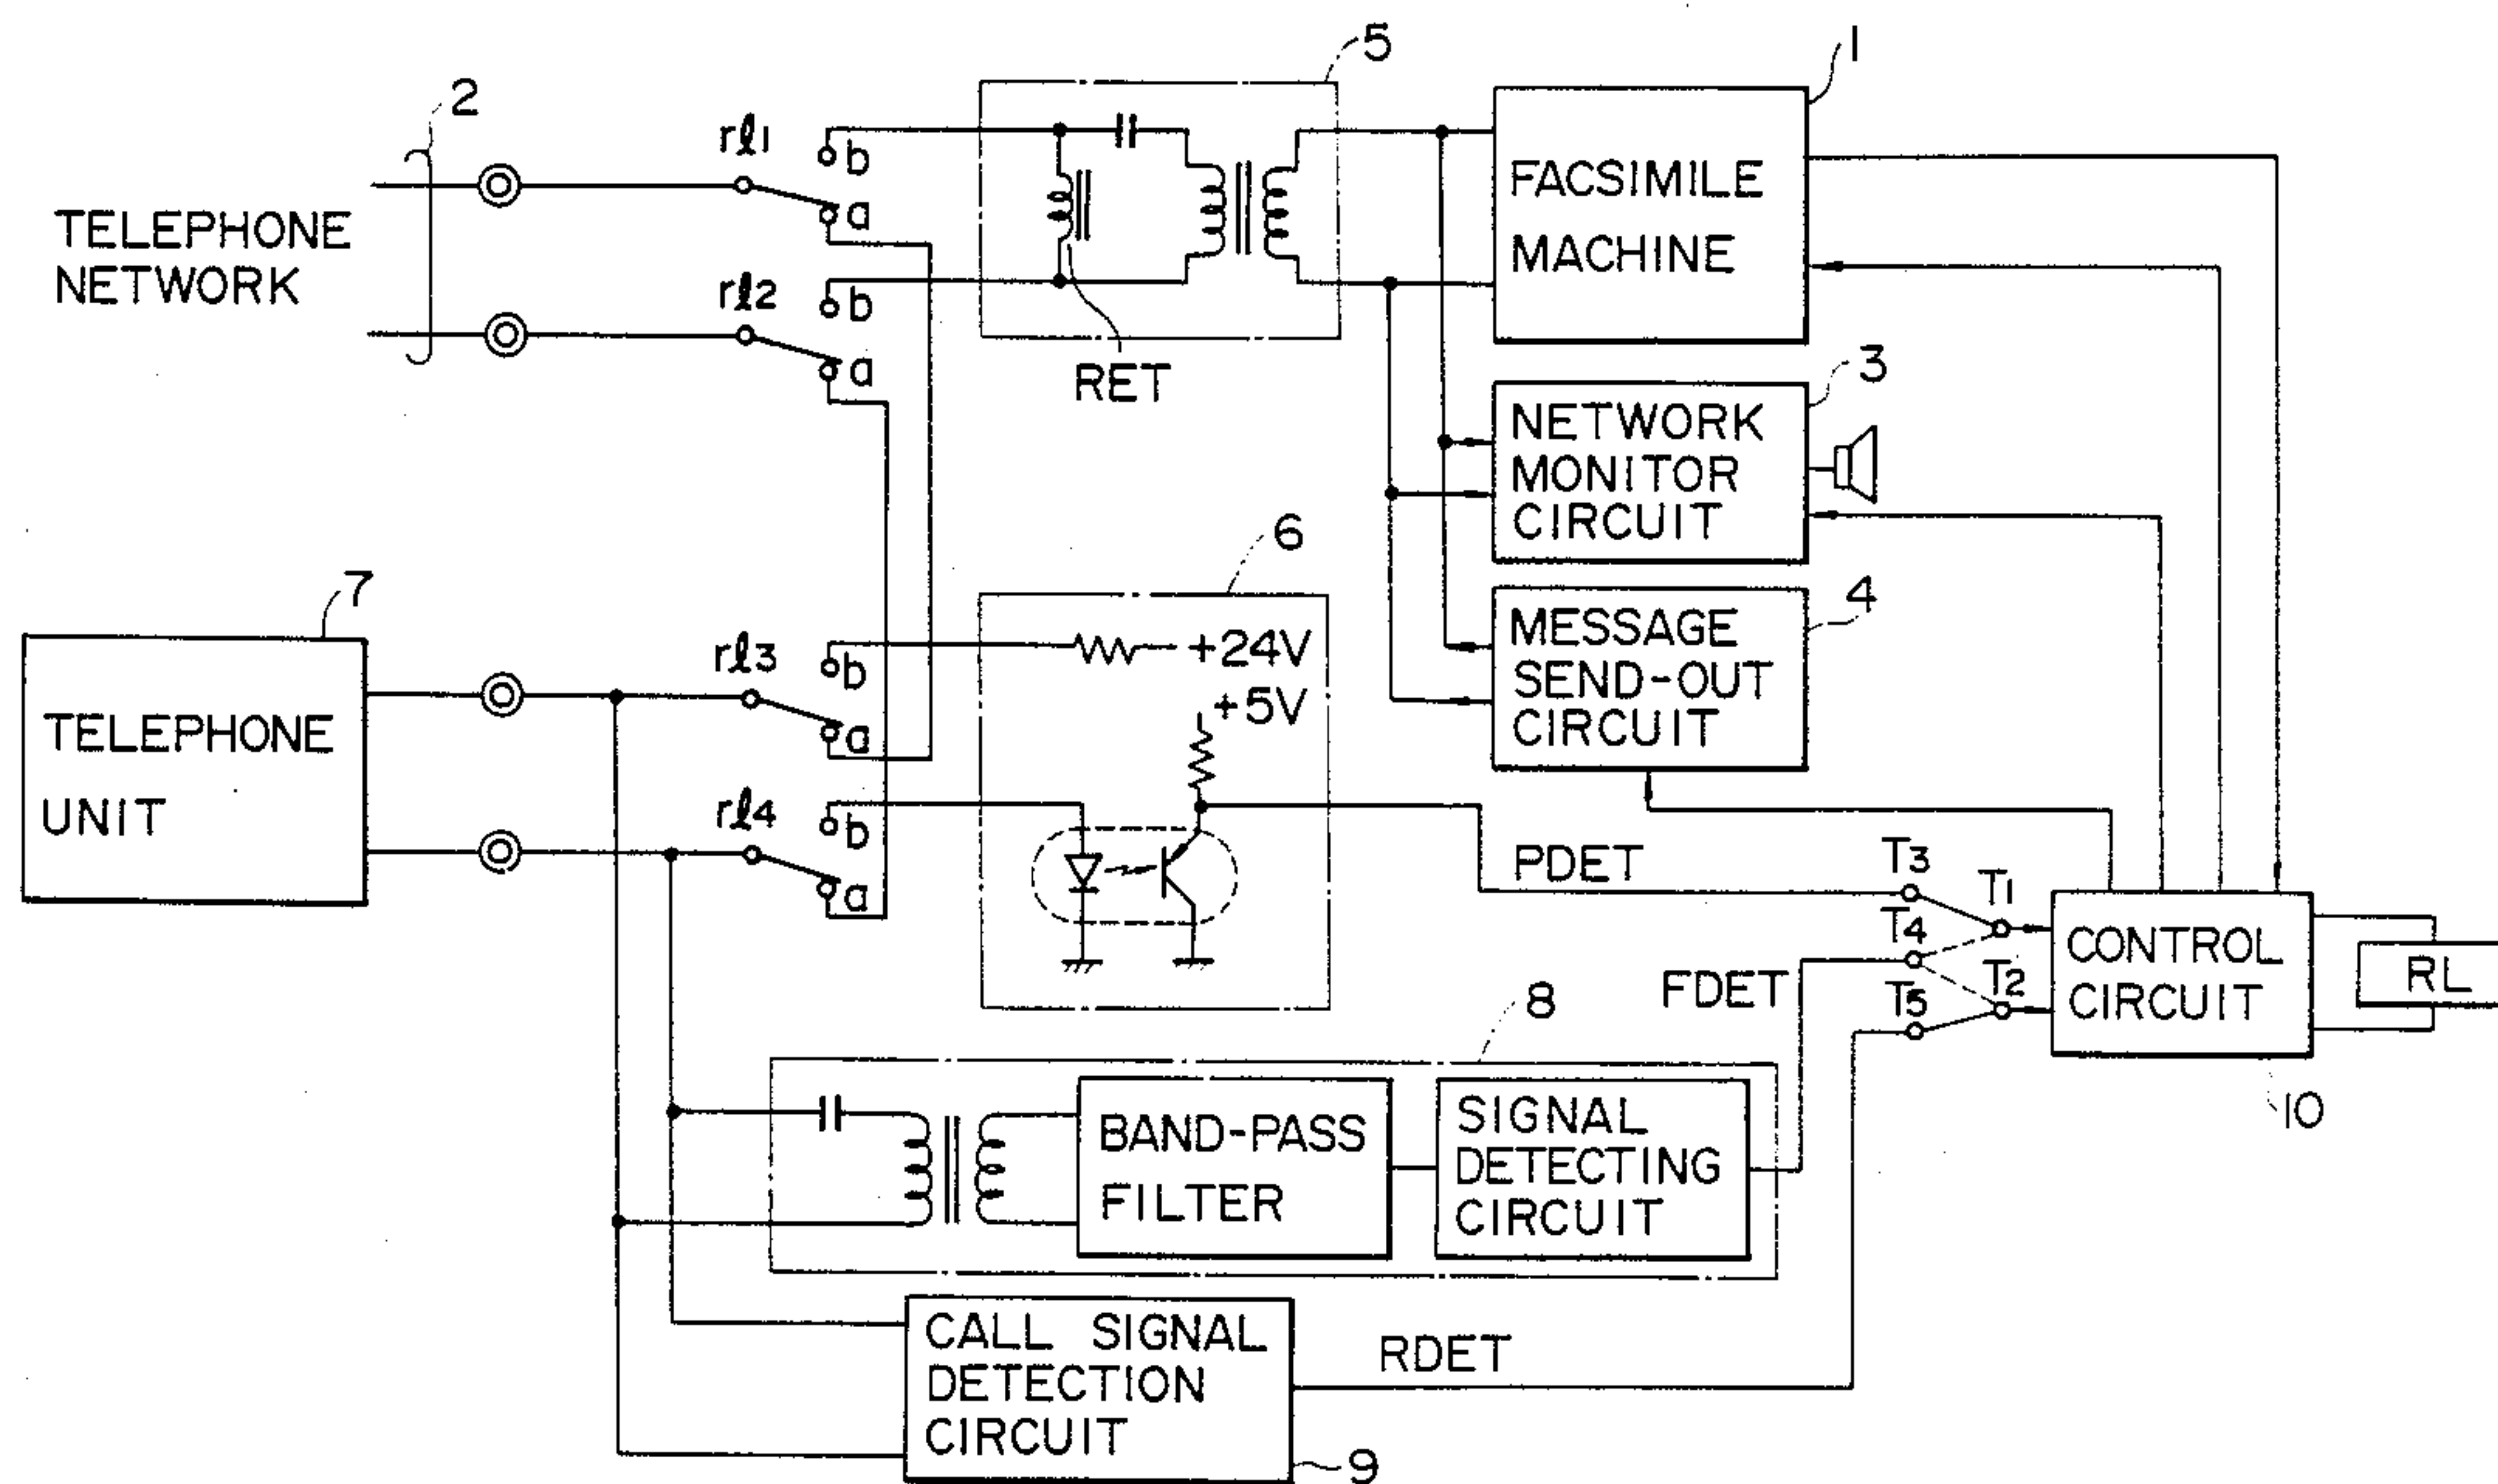 5
1
2
rl1
b
a
TELEPHONE
NETWORK
rl2
b
a
RET
FACSIMILE
MACHINE
3
NETWORK
MONITOR
CIRCUIT
6
4
MESSAGE
SEND-OUT
CIRCUIT
7
TELEPHONE
UNIT
rl3
b
a
+24V
+5V
rl4
b
a
PDET
T3
T1
T4
T2
T5
FDET
CONTROL
CIRCUIT
RL
10
8
BAND-PASS
FILTER
SIGNAL
DETECTING
CIRCUIT
CALL SIGNAL
DETECTION
CIRCUIT
RDET
9